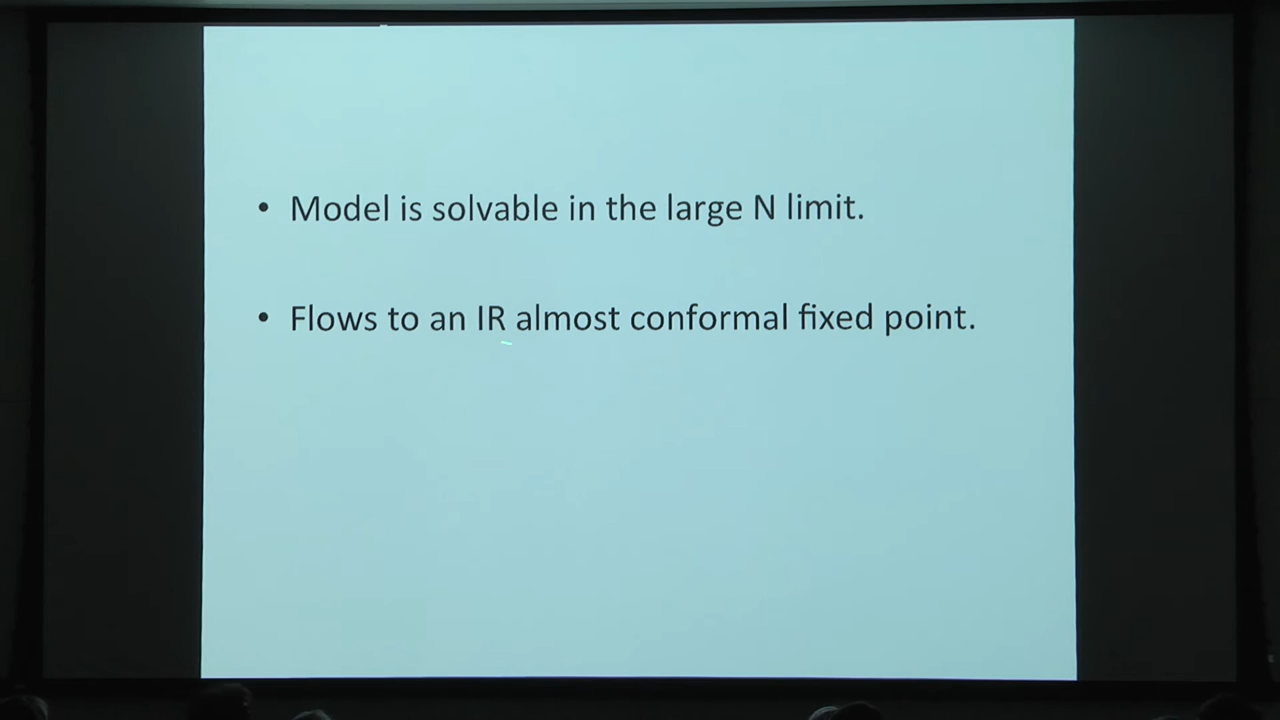 • Model is solvable in the large N limit.
• Flows to an IR almost conformal fixed point.